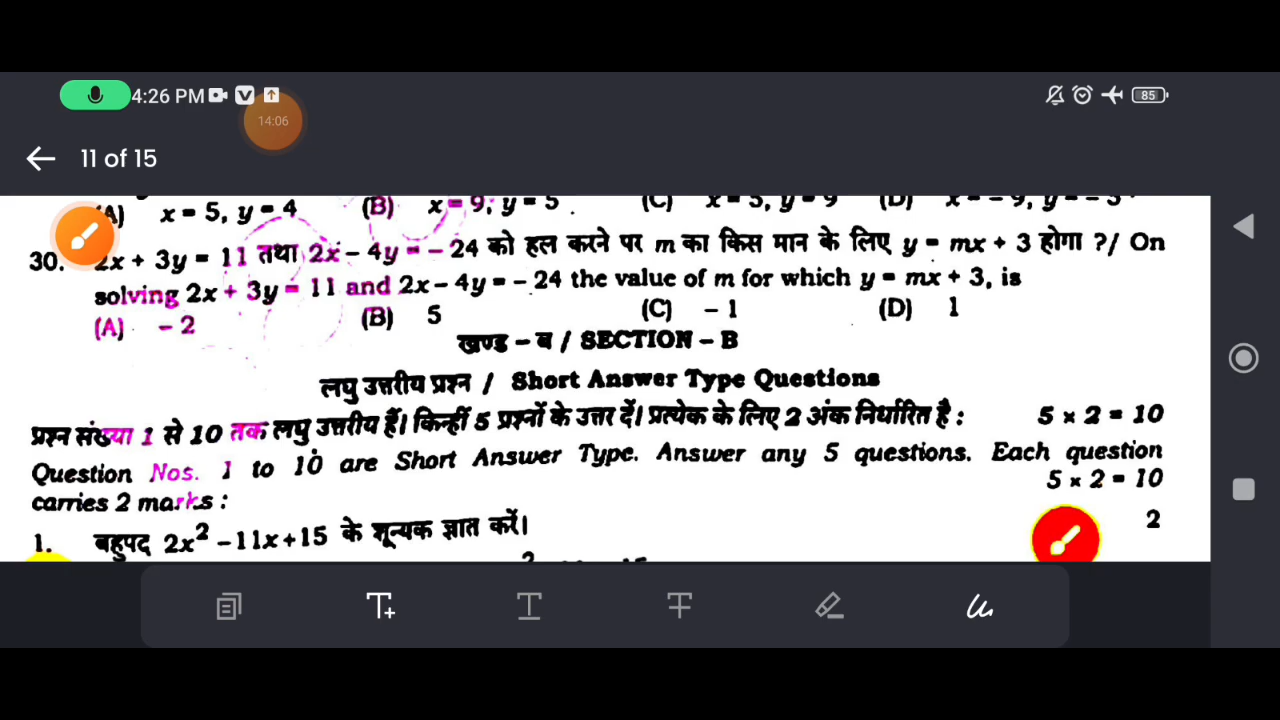 4:26 PM
85
14:06
11 of 15
(A) x = 5, y = 4 (B) x = 9, y = 5 (C) x = 5, y = 9 (D)
30. 2x + 3y = 11 तथा 2x – 4y = – 24 को हल करने पर m का किस मान के लिए y = mx + 3 होगा ?/ On
solving 2x + 3y = 11 and 2x – 4y = – 24 the value of m for which y = mx + 3, is
(A) – 2 (B) 5 (C) – 1 (D) 1
खण्ड – ब / SECTION – B
लघु उत्तरीय प्रश्न / Short Answer Type Questions
प्रश्न संख्या 1 से 10 तक लघु उत्तरीय हैं। किन्हीं 5 प्रश्नों के उत्तर दें। प्रत्येक के लिए 2 अंक निर्धारित है : 5 × 2 = 10
Question Nos. 1 to 10 are Short Answer Type. Answer any 5 questions. Each question
carries 2 marks : 5 × 2 = 10
1. बहुपद 2x² – 11x + 15 के शून्यक ज्ञात करें। 2